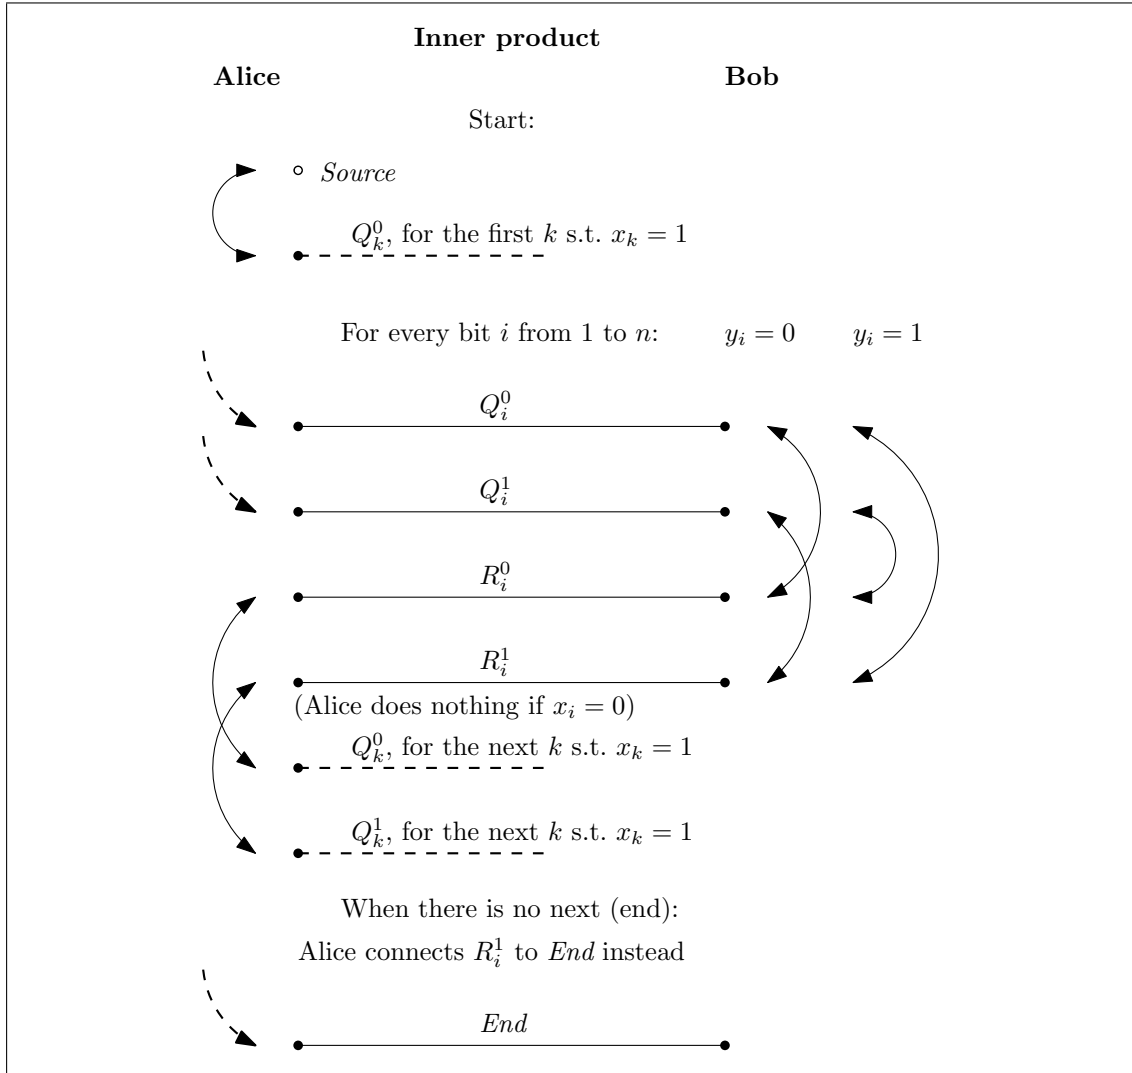 Inner product
Alice Bob
Start:
Source
$Q_k^0$, for the first $k$ s.t. $x_k = 1$
For every bit $i$ from 1 to $n$: $y_i = 0$ $y_i = 1$
$Q_i^0$
$Q_i^1$
$R_i^0$
$R_i^1$
(Alice does nothing if $x_i = 0$)
$Q_k^0$, for the next $k$ s.t. $x_k = 1$
$Q_k^1$, for the next $k$ s.t. $x_k = 1$
When there is no next (end):
Alice connects $R_i^1$ to End instead
End